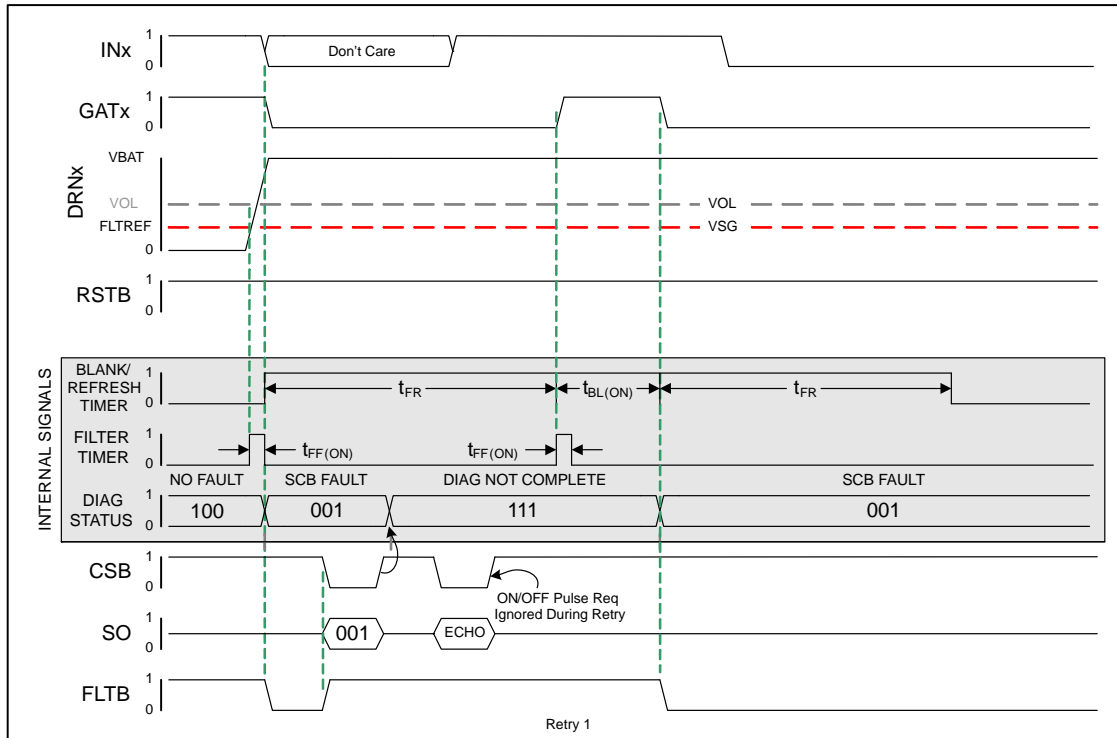 INx
1
0
Don't Care
GATx
1
0
DRNx
VBAT
VOL
FLTREF
0
VOL
VSG
RSTB
1
0
INTERNAL SIGNALS
BLANK/
REFRESH
TIMER
1
0
tFR
tBL(ON)
tFR
FILTER
TIMER
1
0
tFF(ON)
tFF(ON)
NO FAULT
SCB FAULT
DIAG NOT COMPLETE
SCB FAULT
DIAG
STATUS
1
0
100
001
111
001
CSB
1
0
ON/OFF Pulse Req
Ignored During Retry
SO
1
0
001
ECHO
FLTB
1
0
Retry 1